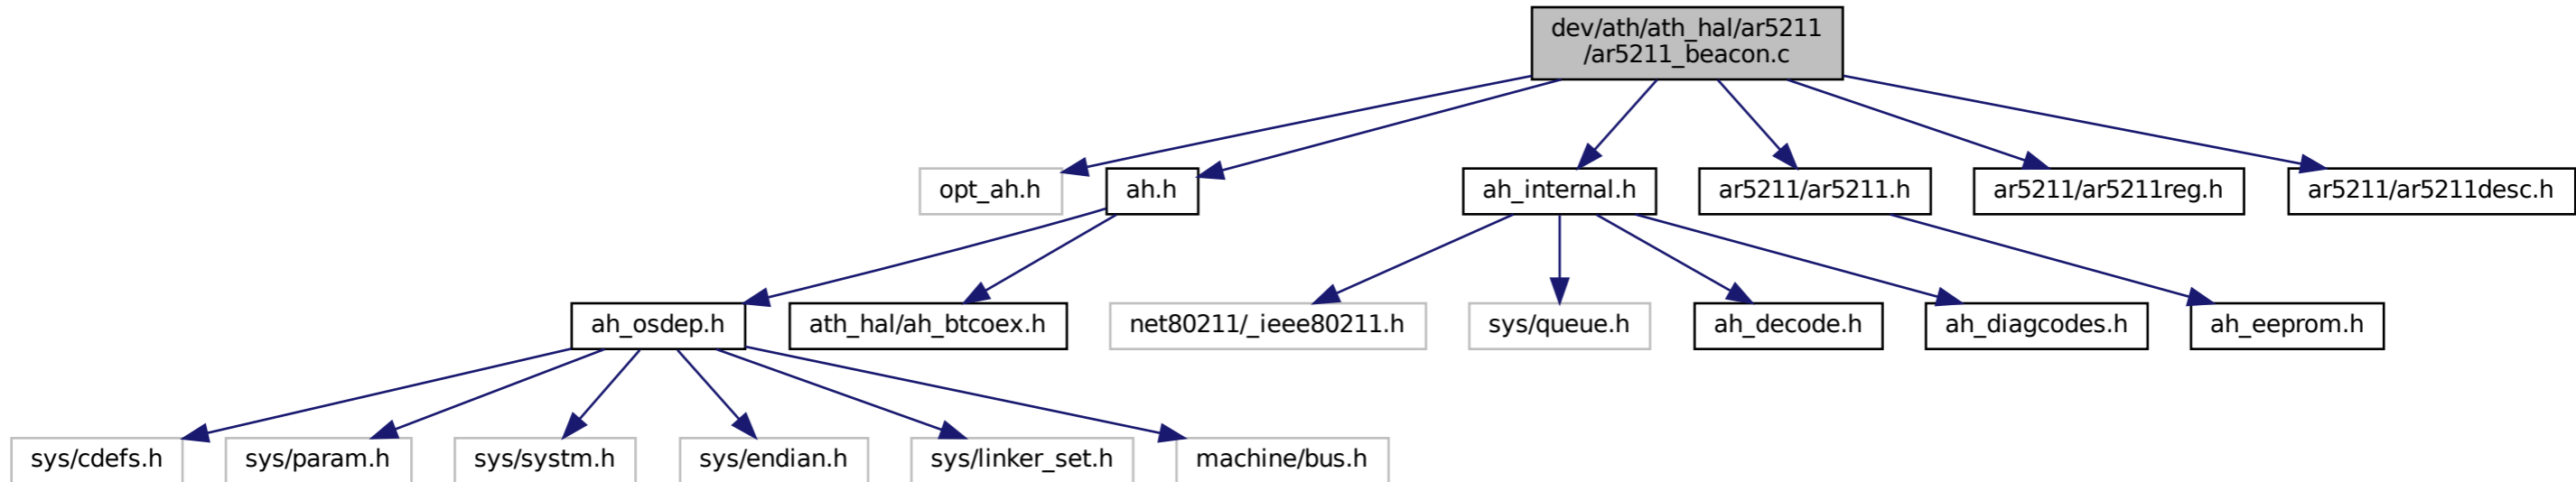 dev/ath/ath_hal/ar5211
/ar5211_beacon.c
opt_ah.h
ah.h
ah_internal.h
ar5211/ar5211.h
ar5211/ar5211reg.h
ar5211/ar5211desc.h
ah_osdep.h
ath_hal/ah_btcoex.h
net80211/_ieee80211.h
sys/queue.h
ah_decode.h
ah_diagcodes.h
ah_eeprom.h
sys/cdefs.h
sys/param.h
sys/systm.h
sys/endian.h
sys/linker_set.h
machine/bus.h